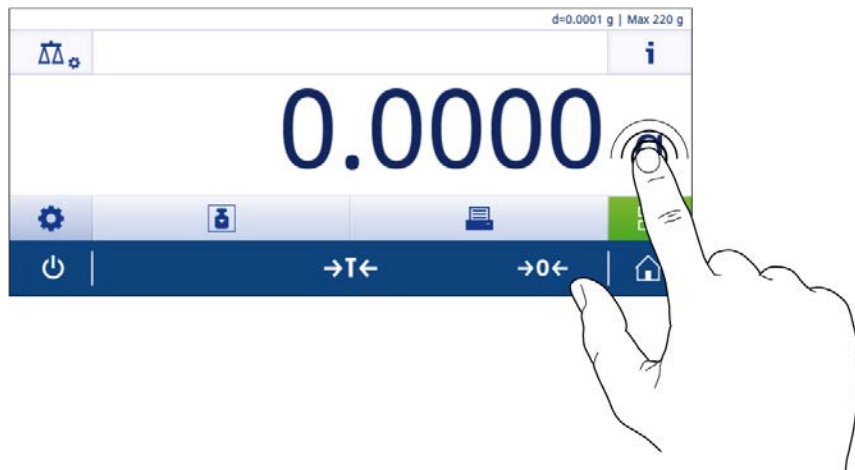 d=0.0001 g | Max 220 g
i
0.0000 g
→T← →0←